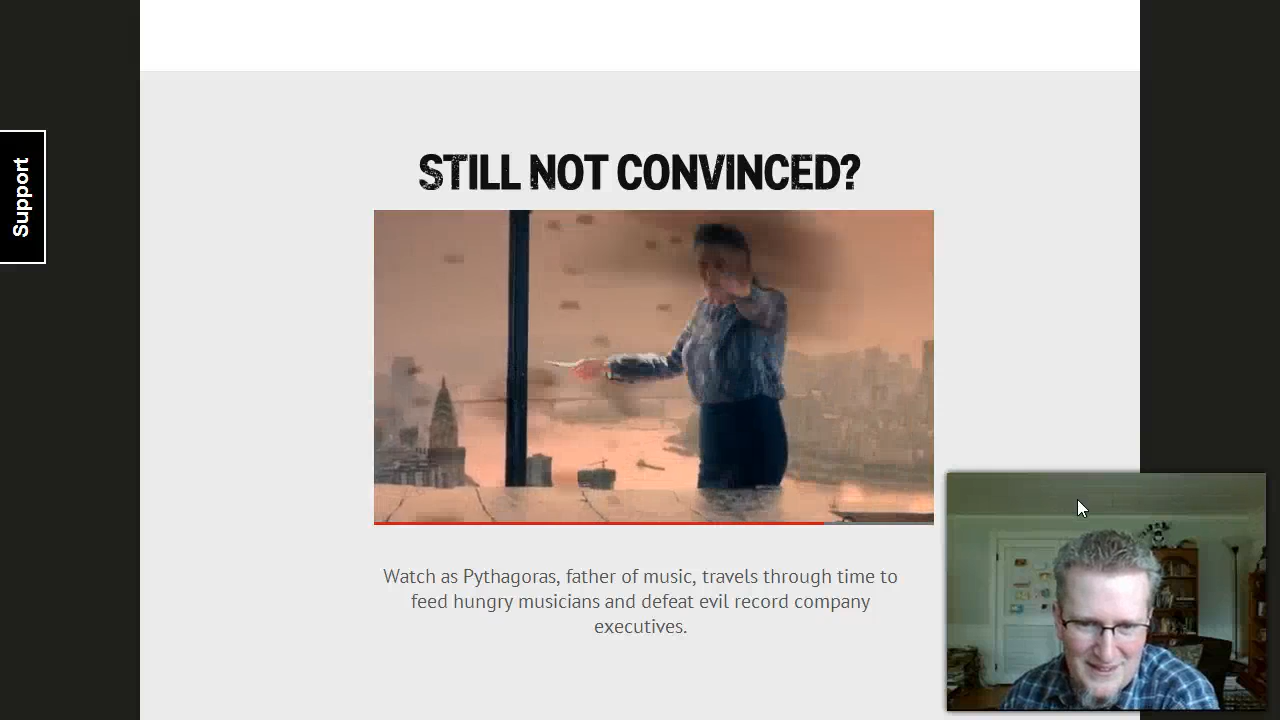 Support
STILL NOT CONVINCED?
Watch as Pythagoras, father of music, travels through time to
feed hungry musicians and defeat evil record company
executives.